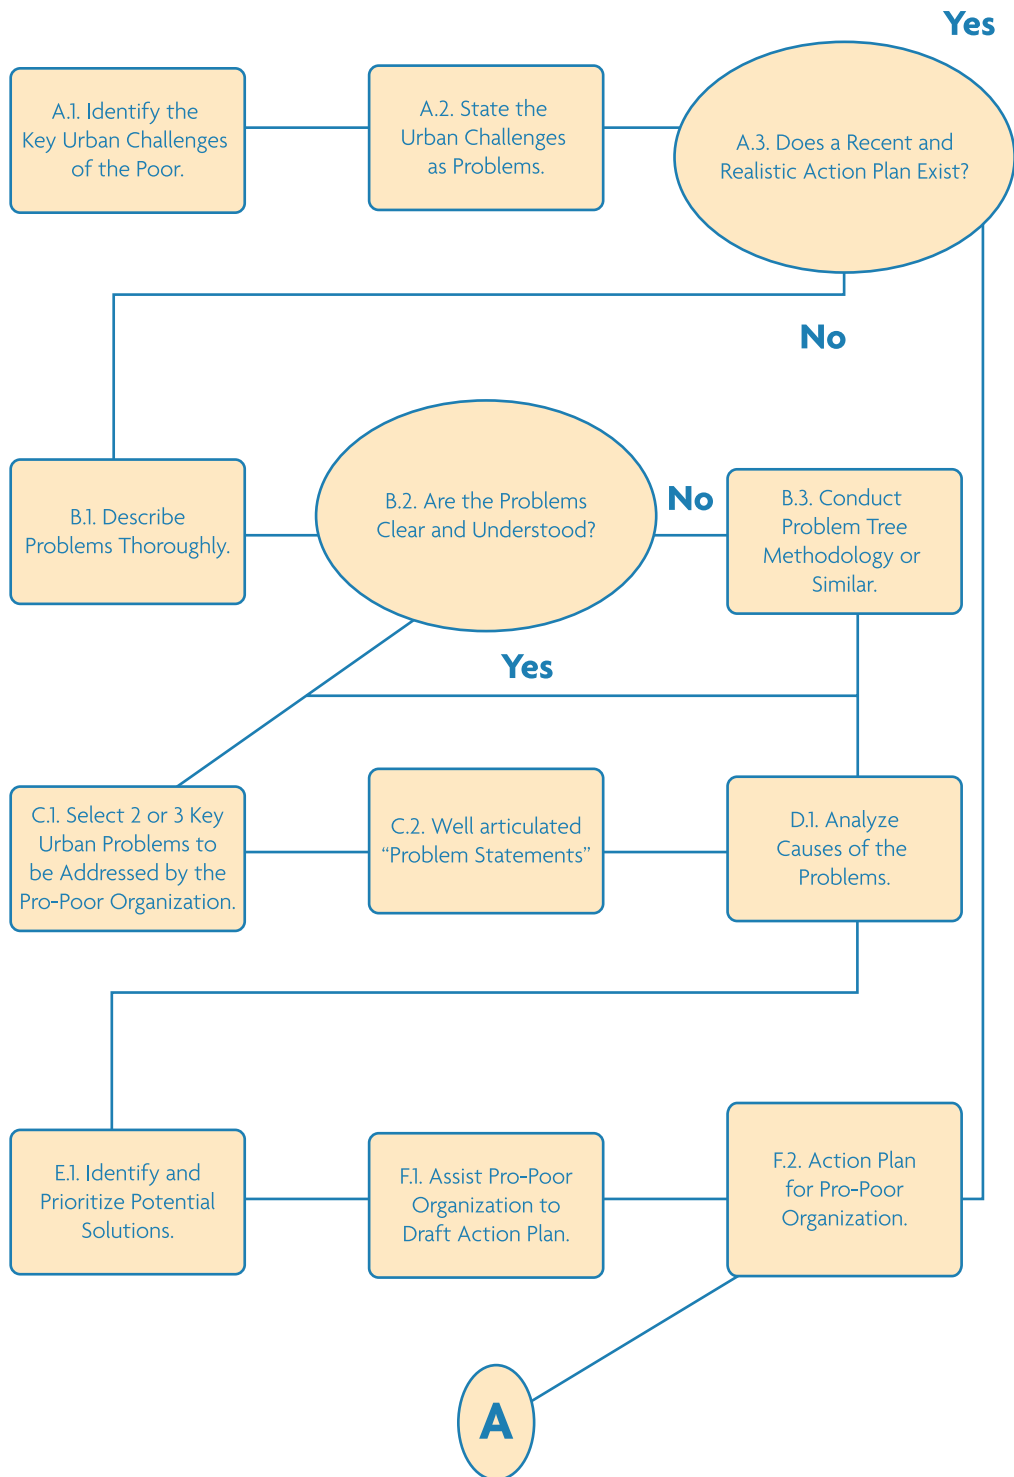 Yes
A.1. Identify the
Key Urban Challenges
of the Poor.
A.2. State the
Urban Challenges
as Problems.
A.3. Does a Recent and
Realistic Action Plan Exist?
No
B.1. Describe
Problems Thoroughly.
B.2. Are the Problems
Clear and Understood?
No
B.3. Conduct
Problem Tree
Methodology or
Similar.
Yes
C.1. Select 2 or 3 Key
Urban Problems to
be Addressed by the
Pro-Poor Organization.
C.2. Well articulated
“Problem Statements”
D.1. Analyze
Causes of the
Problems.
E.1. Identify and
Prioritize Potential
Solutions.
F.1. Assist Pro-Poor
Organization to
Draft Action Plan.
F.2. Action Plan
for Pro-Poor
Organization.
A